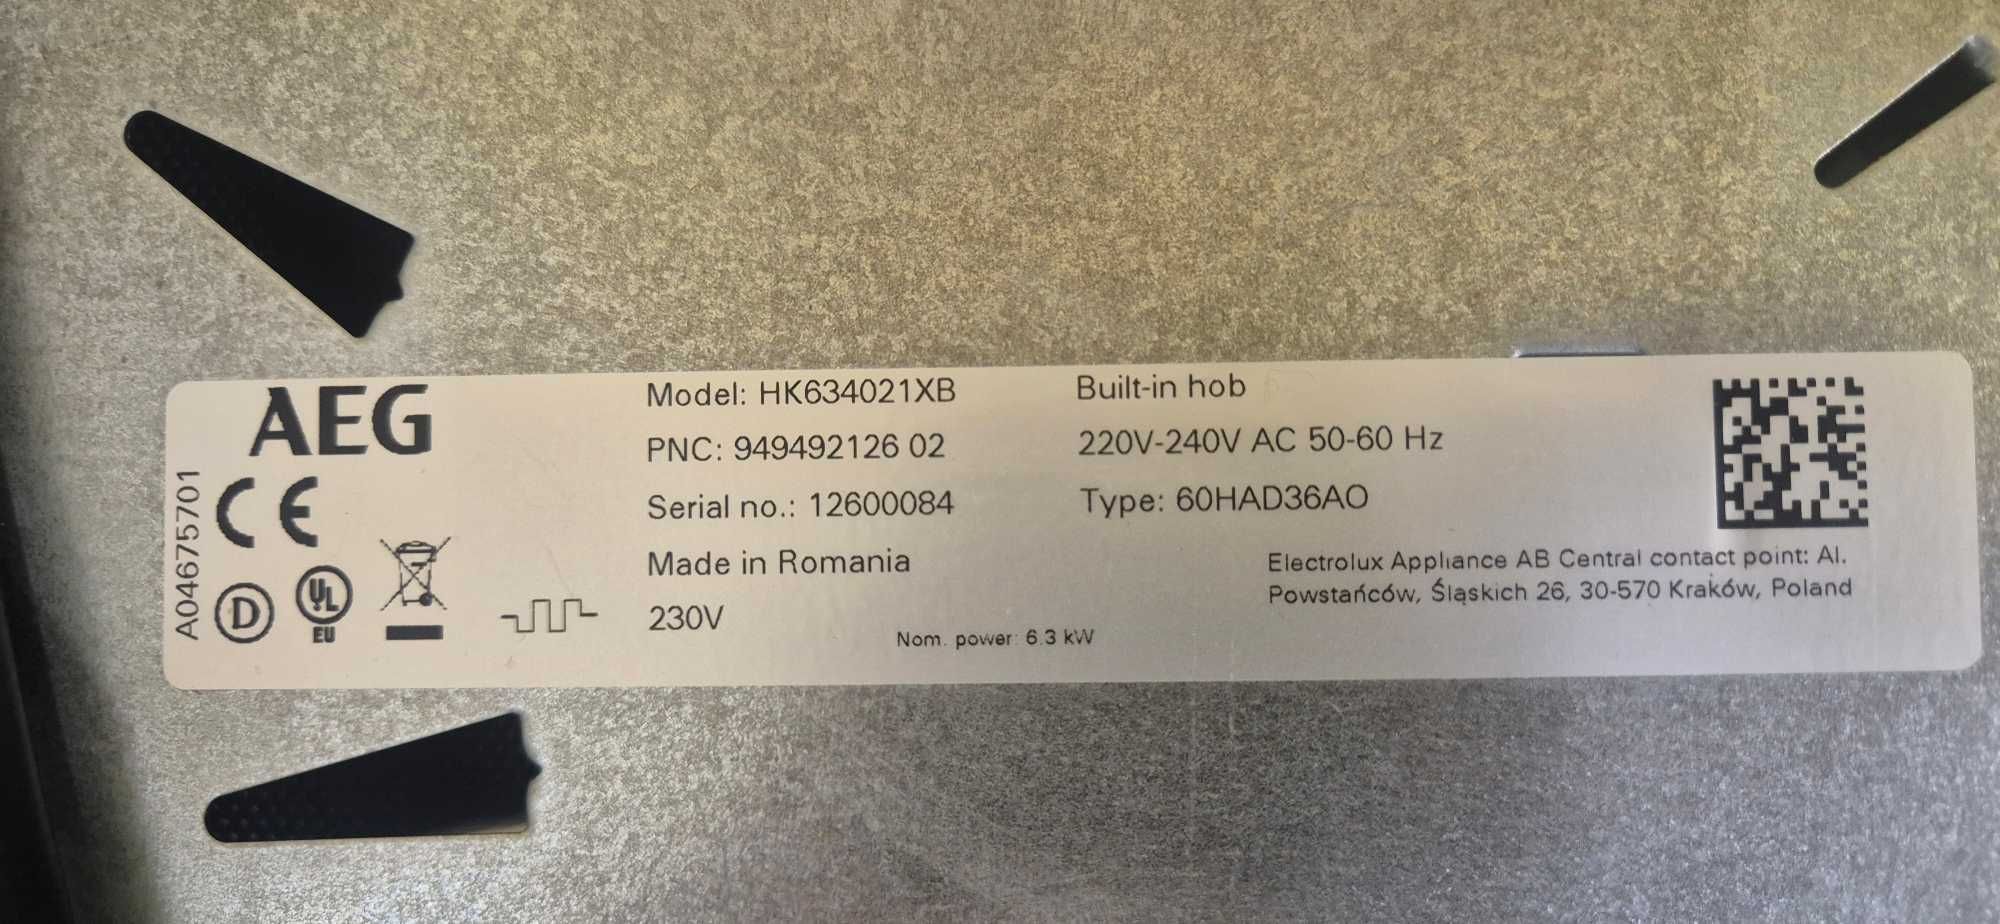 AEG
A04675701
CE
D
UL
EU
Model: HK634021XB
PNC: 949492126 02
Serial no.: 12600084
Made in Romania
230V
Nom. power: 6.3 kW
Built-in hob
220V-240V AC 50-60 Hz
Type: 60HAD36AO
Electrolux Appliance AB Central contact point: Al.
Powstańców, Śląskich 26, 30-570 Kraków, Poland